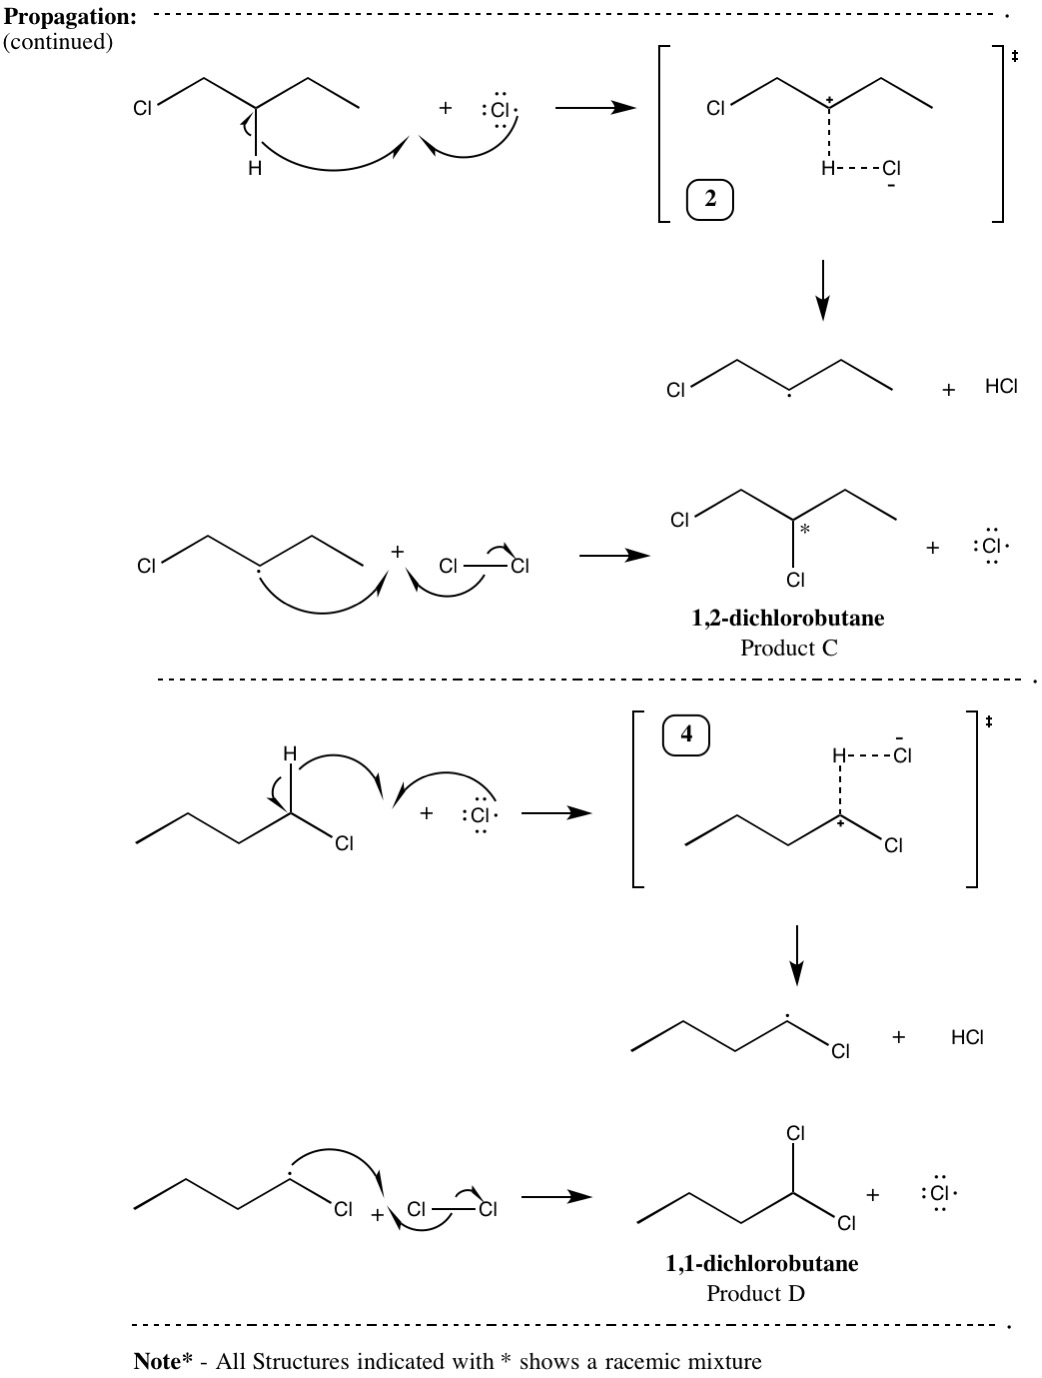 Propagation:
(continued)
Cl
H
+ :Cl·
Cl
+
H Cl
-
‡
2
Cl
·
+ HCl
Cl
·
+
Cl Cl
Cl
*
Cl
+ :Cl·
1,2-dichlorobutane
Product C
H
Cl
+ :Cl·
4
H Cl
-
+
Cl
‡
·
Cl
+ HCl
·
Cl
+
Cl Cl
Cl
Cl
+ :Cl·
1,1-dichlorobutane
Product D
Note* - All Structures indicated with * shows a racemic mixture